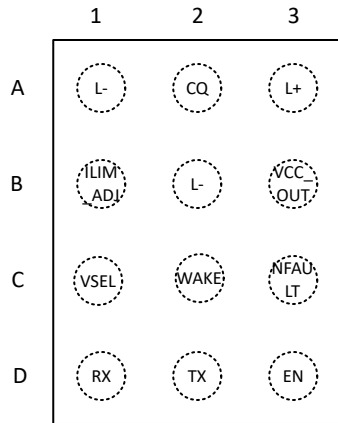 1 2 3
A L- CQ L+
B ILIM_ADJ L- VCC_OUT
C VSEL WAKE NFAULT
D RX TX EN